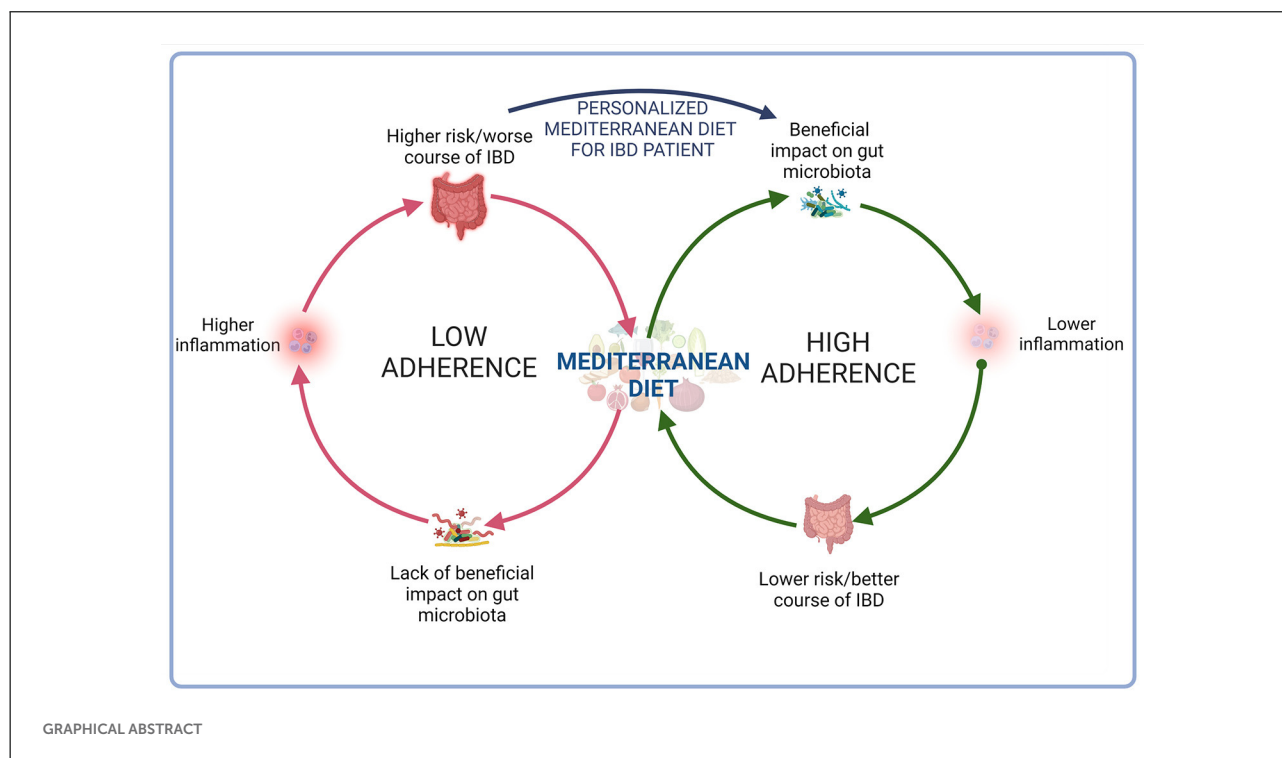 PERSONALIZED
MEDITERRANEAN DIET
FOR IBD PATIENT
Higher risk/worse
course of IBD
Beneficial
impact on gut
microbiota
Higher
inflammation
LOW
ADHERENCE
MEDITERRANEAN
DIET
HIGH
ADHERENCE
Lower
inflammation
Lack of beneficial
impact on gut
microbiota
Lower risk/better
course of IBD
GRAPHICAL ABSTRACT